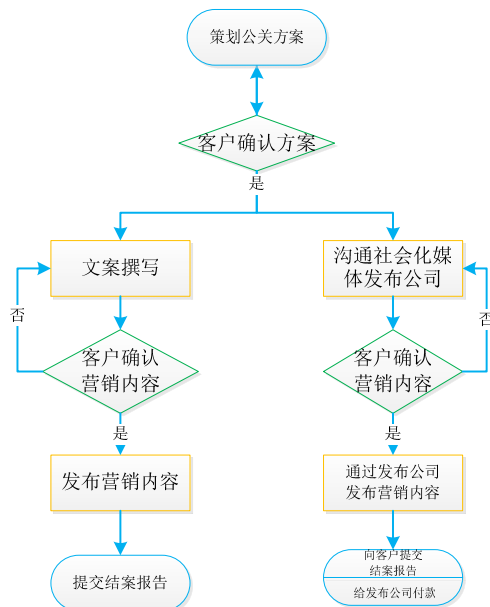 策划公关方案
客户确认方案
是
文案撰写
沟通社会化媒
体发布公司
否
否
客户确认
营销内容
客户确认
营销内容
是
是
发布营销内容
通过发布公司
发布营销内容
提交结案报告
向客户提交
结案报告
给发布公司付款